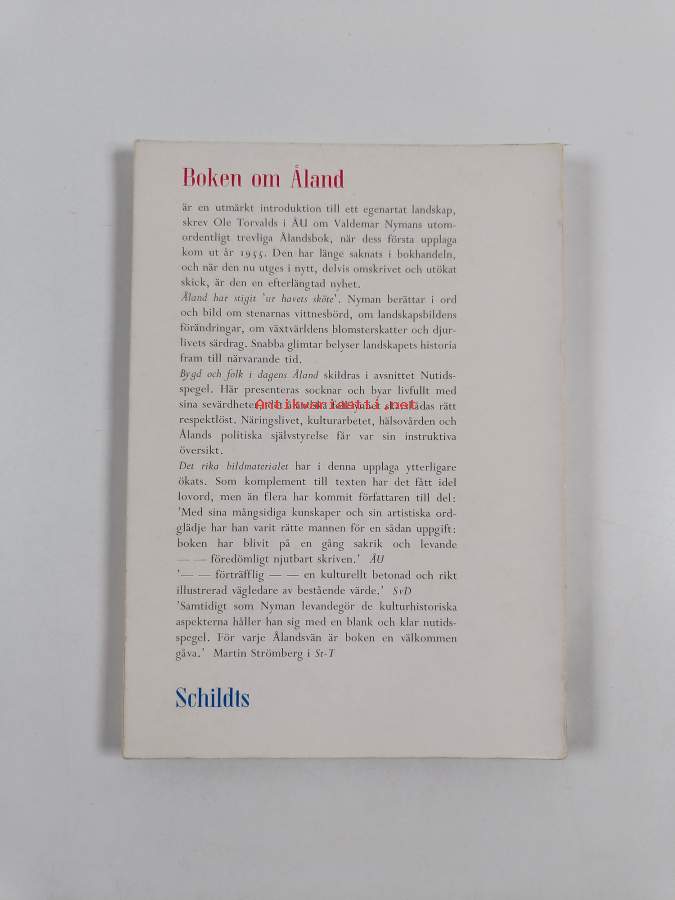 Boken om Åland
är en utmärkt introduktion till ett egenartat landskap,
skrev Ole Torvalds i ÅU om Valdemar Nymans utom-
ordentligt trevliga Ålandsbok, när dess första upplaga
kom ut år 1955. Den har länge saknats i bokhandeln,
och när den nu utges i nytt, delvis omskrivet och utökat
skick, är den en efterlängtad nyhet.
Åland har stigit 'ur havets sköte'. Nyman berättar i ord
och bild om stenarnas vittnesbörd, om landskapsbildens
förändringar, om växtvärldens blomsterskatter och djur-
livets särdrag. Snabba glimtar belyser landskapets historia
fram till närvarande tid.
Bygd och folk i dagens Åland skildras i avsnittet Nutids-
spegel. Här presenteras socknar och byar livfullt med
sina sevärdheter, rätt
Antikvariaatti.net
respektlöst. Näringslivet, kulturarbetet, hälsovården och
Ålands politiska självstyrelse får var sin instruktiva
översikt.
Det rika bildmaterialet har i denna upplaga ytterligare
ökats. Som komplement till texten har det fått idel
lovord, men än flera har kommit författaren till del:
'Med sina mångsidiga kunskaper och sin artistiska ord-
glädje har han varit rätte mannen för en sådan uppgift:
boken har blivit på en gång sakrik och levande
— — föredömligt njutbart skriven.' ÅU
'— — förträfflig — — en kulturellt betonad och rikt
illustrerad vägledare av bestående värde.' SvD
'Samtidigt som Nyman levandegör de kulturhistoriska
aspekterna håller han sig med en blank och klar nutids-
spegel. För varje Ålandsvän är boken en välkommen
gåva.' Martin Strömberg i St-T
Schildts